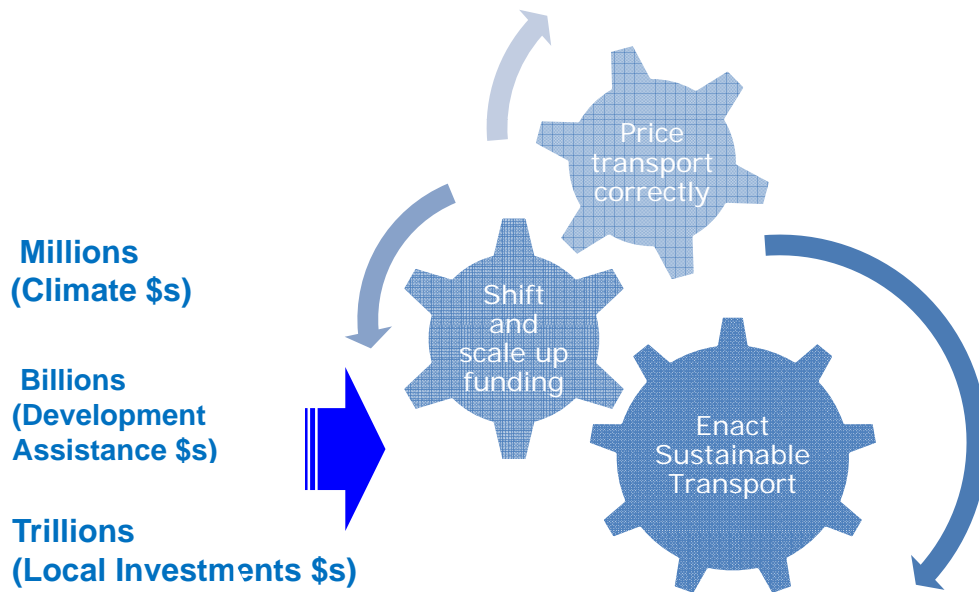 Price
transport
correctly
Millions
(Climate $s)
Shift
and
scale up
funding
Billions
(Development
Assistance $s)
Enact
Sustainable
Transport
Trillions
(Local Investments $s)